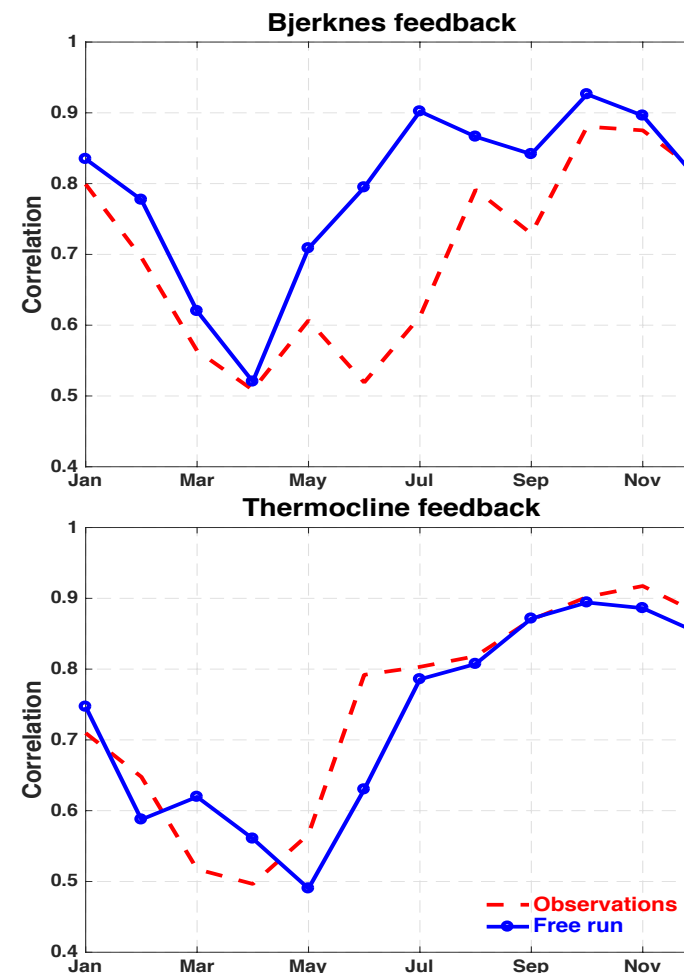 Bjerknes feedback
1
0.9
0.8
0.7
0.6
0.5
0.4
Correlation
Jan Mar May Jul Sep Nov
Thermocline feedback
1
0.9
0.8
0.7
0.6
0.5
0.4
Correlation
Observations
Free run
Jan Mar May Jul Sep Nov